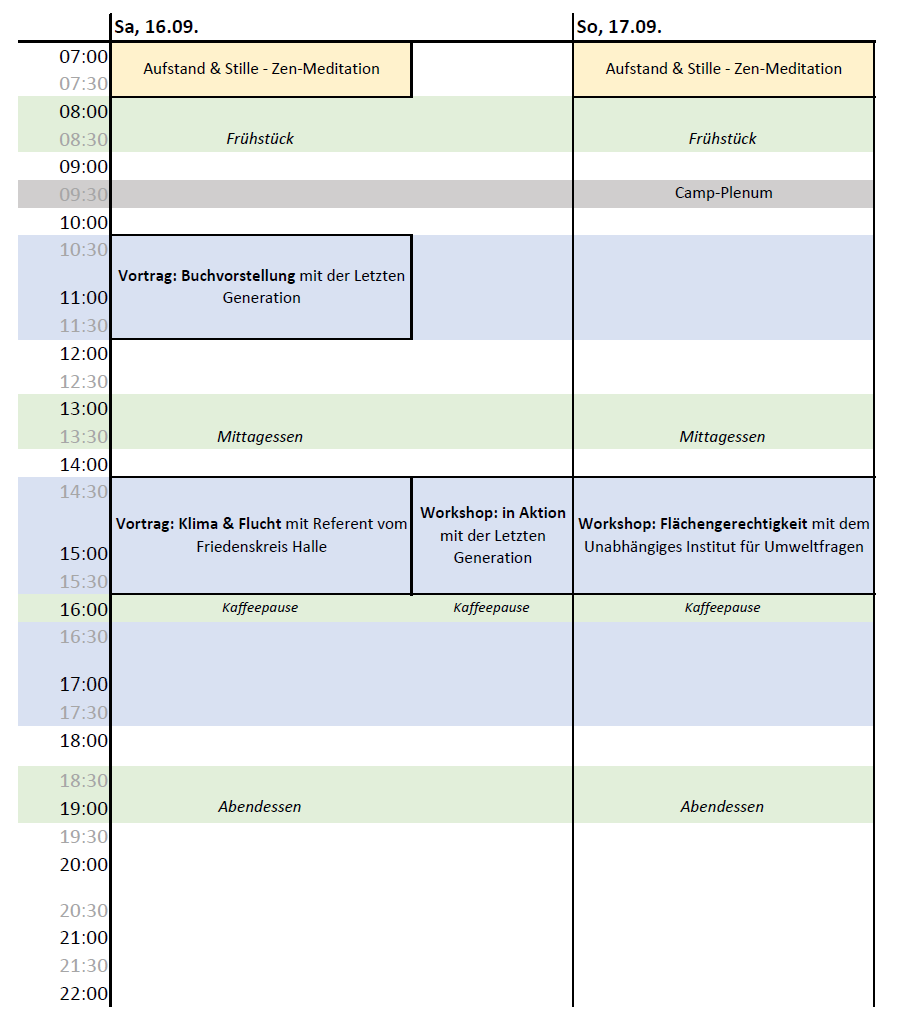 Sa, 16.09. So, 17.09.
07:00
Aufstand & Stille - Zen-Meditation Aufstand & Stille - Zen-Meditation
07:30
08:00
08:30 Frühstück Frühstück
09:00
09:30 Camp-Plenum
10:00
10:30
Vortrag: Buchvorstellung mit der Letzten
11:00 Generation
11:30
12:00
12:30
13:00
13:30 Mittagessen Mittagessen
14:00
14:30
Workshop: in Aktion
Vortrag: Klima & Flucht mit Referent vom mit der Letzten Workshop: Flächengerechtigkeit mit dem
15:00 Friedenskreis Halle Generation Unabhängiges Institut für Umweltfragen
15:30
16:00 Kaffeepause Kaffeepause Kaffeepause
16:30
17:00
17:30
18:00
18:30
19:00 Abendessen Abendessen
19:30
20:00
20:30
21:00
21:30
22:00